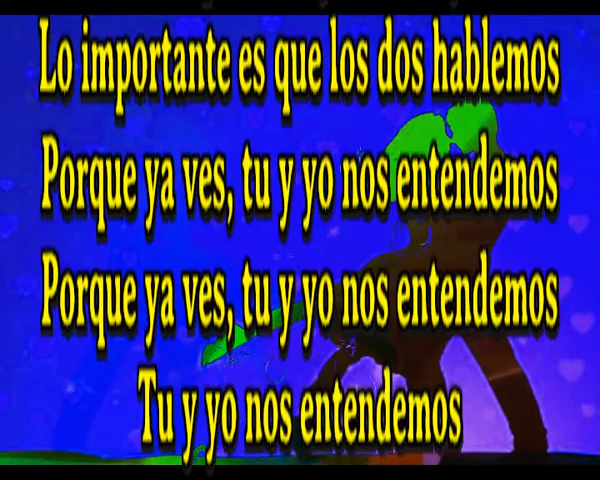 Lo importante es que los dos hablemos
Porque ya ves, tu y yo nos entendemos
Porque ya ves, tu y yo nos entendemos
Tu y yo nos entendemos